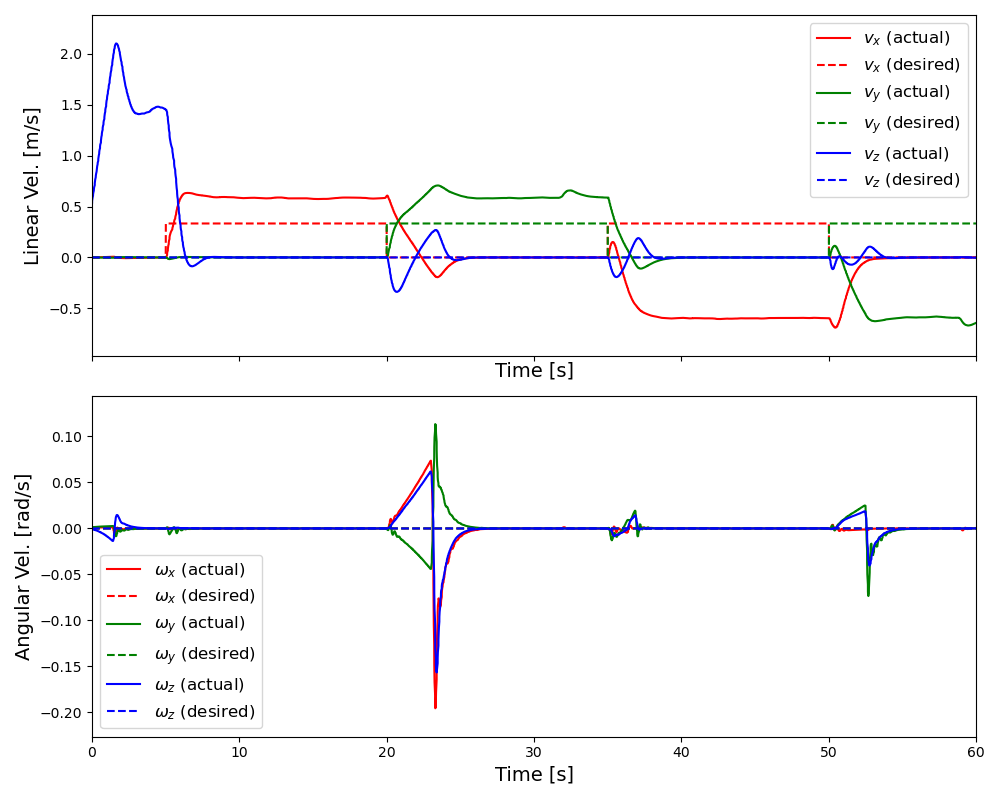 Linear Vel. [m/s]
2.0
1.5
1.0
0.5
0.0
−0.5
v_x (actual)
v_x (desired)
v_y (actual)
v_y (desired)
v_z (actual)
v_z (desired)
Time [s]
Angular Vel. [rad/s]
0.10
0.05
0.00
−0.05
−0.10
−0.15
−0.20
ω_x (actual)
ω_x (desired)
ω_y (actual)
ω_y (desired)
ω_z (actual)
ω_z (desired)
0 10 20 30 40 50 60
Time [s]